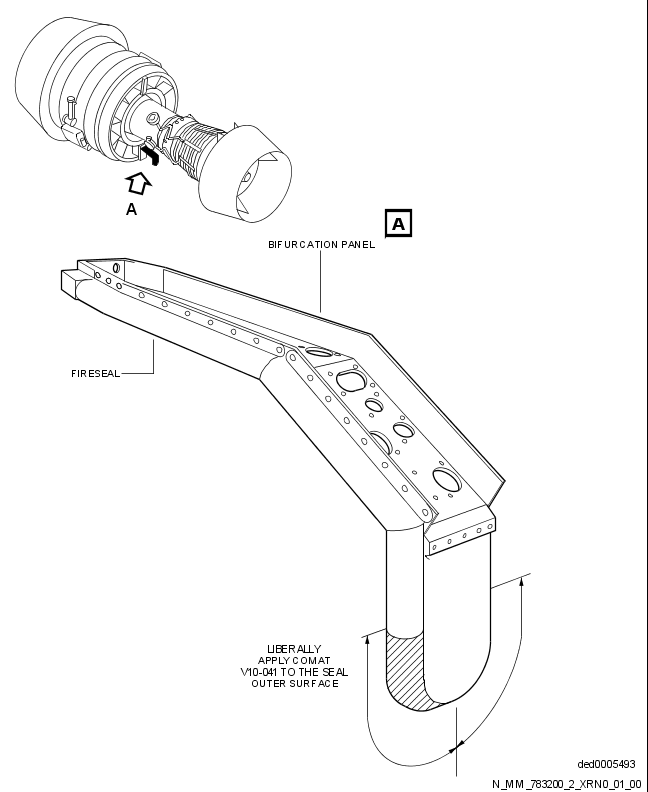 A
A
BIFURCATION PANEL
FIRESEAL
LIBERALLY
APPLY COMAT
V10-041 TO THE SEAL
OUTER SURFACE
ded0005493
N_MM_783200_2_XRN0_01_00